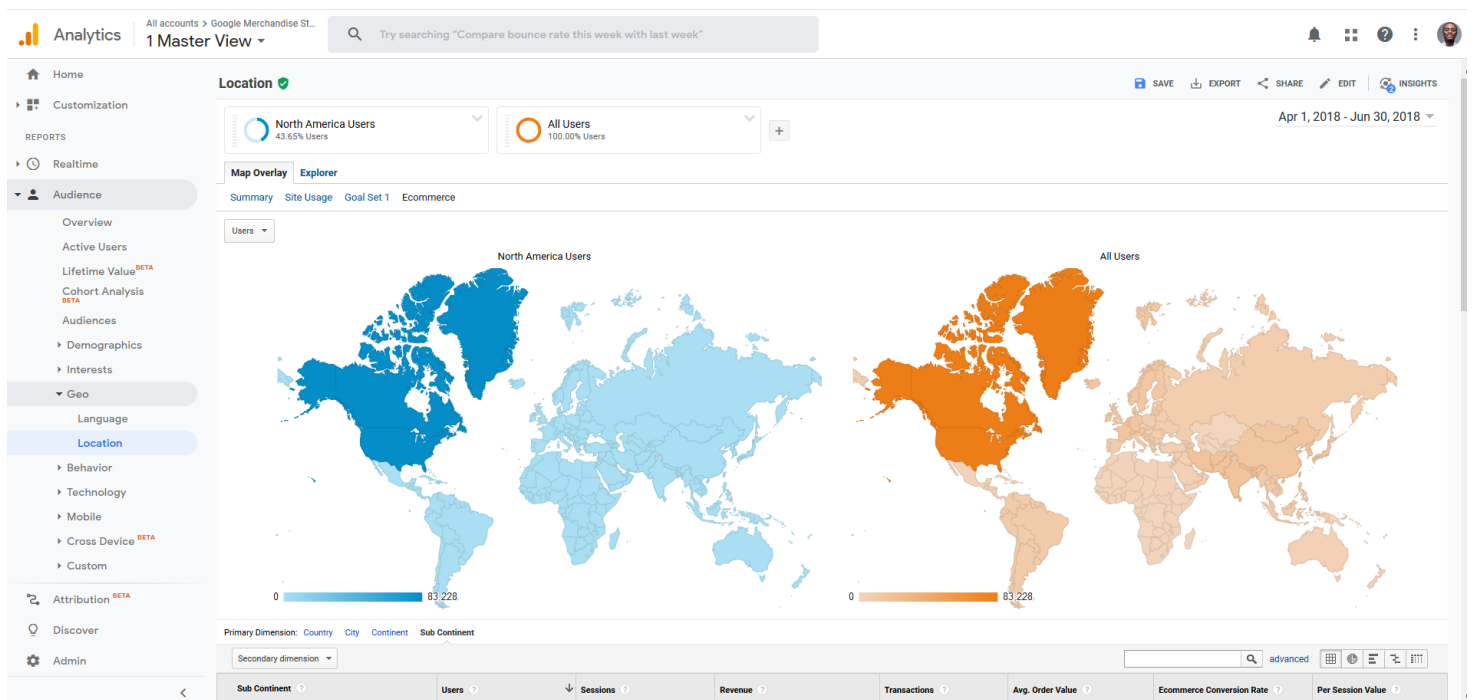 All accounts > Google Merchandise St...
Analytics
1 Master View
Try searching "Compare bounce rate this week with last week"
Home
Customization
REPORTS
Realtime
Audience
Overview
Active Users
Lifetime Value BETA
Cohort Analysis
BETA
Audiences
Demographics
Interests
Geo
Language
Location
Behavior
Technology
Mobile
Cross Device BETA
Custom
Attribution BETA
Discover
Admin
Location
SAVE
EXPORT
SHARE
EDIT
2
INSIGHTS
North America Users
43.65% Users
All Users
100.00% Users
+
Apr 1, 2018 - Jun 30, 2018
Map Overlay Explorer
Summary Site Usage Goal Set 1 Ecommerce
Users
North America Users
All Users
0 83,228
0 83,228
Primary Dimension: Country City Continent Sub Continent
Secondary dimension
advanced
Sub Continent ? Users ? Sessions ? Revenue ? Transactions ? Avg. Order Value ? Ecommerce Conversion Rate ? Per Session Value ?